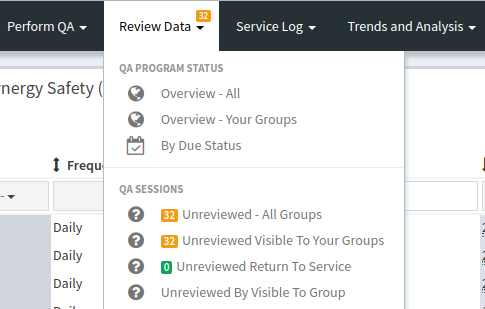 32
Perform QA Review Data Service Log Trends and Analysis
QA PROGRAM STATUS
nergy Safety (
Overview - All
Overview - Your Groups
By Due Status
Frequ
QA SESSIONS
32 Unreviewed - All Groups
Daily
32 Unreviewed Visible To Your Groups
Daily
0 Unreviewed Return To Service
Daily
Unreviewed By Visible To Group